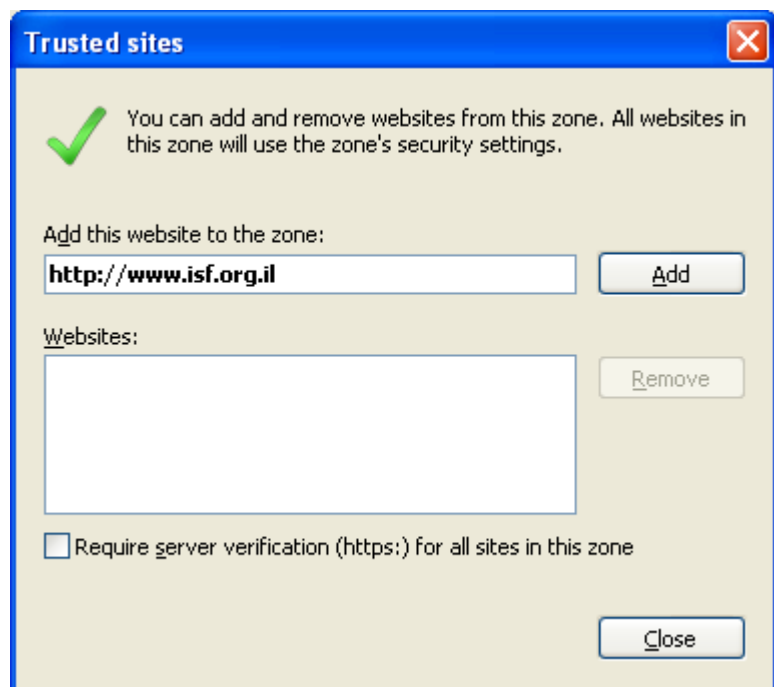 Trusted sites
You can add and remove websites from this zone. All websites in
this zone will use the zone's security settings.
Add this website to the zone:
http://www.isf.org.il
Add
Websites:
Remove
Require server verification (https:) for all sites in this zone
Close